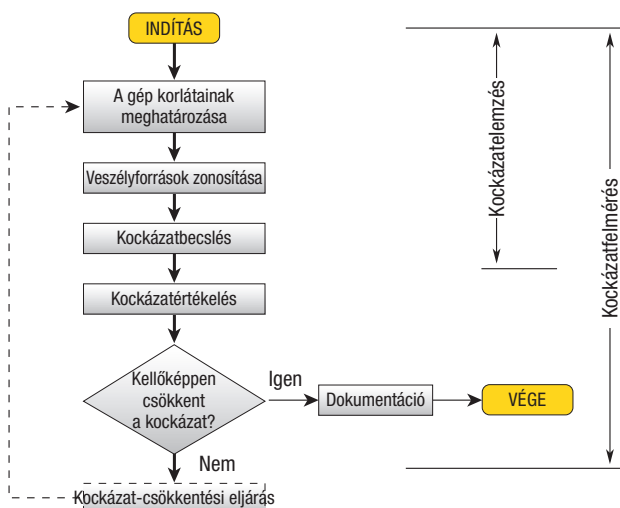 INDÍTÁS
A gép korlátainak
meghatározása
Veszélyforrások zonosítása
Kockázatbecslés
Kockázatértékelés
Kellőképpen
csökkent
a kockázat?
Igen
Dokumentáció
VÉGE
Nem
Kockázat-csökkentési eljárás
Kockázatelemzés
Kockázatfelmérés